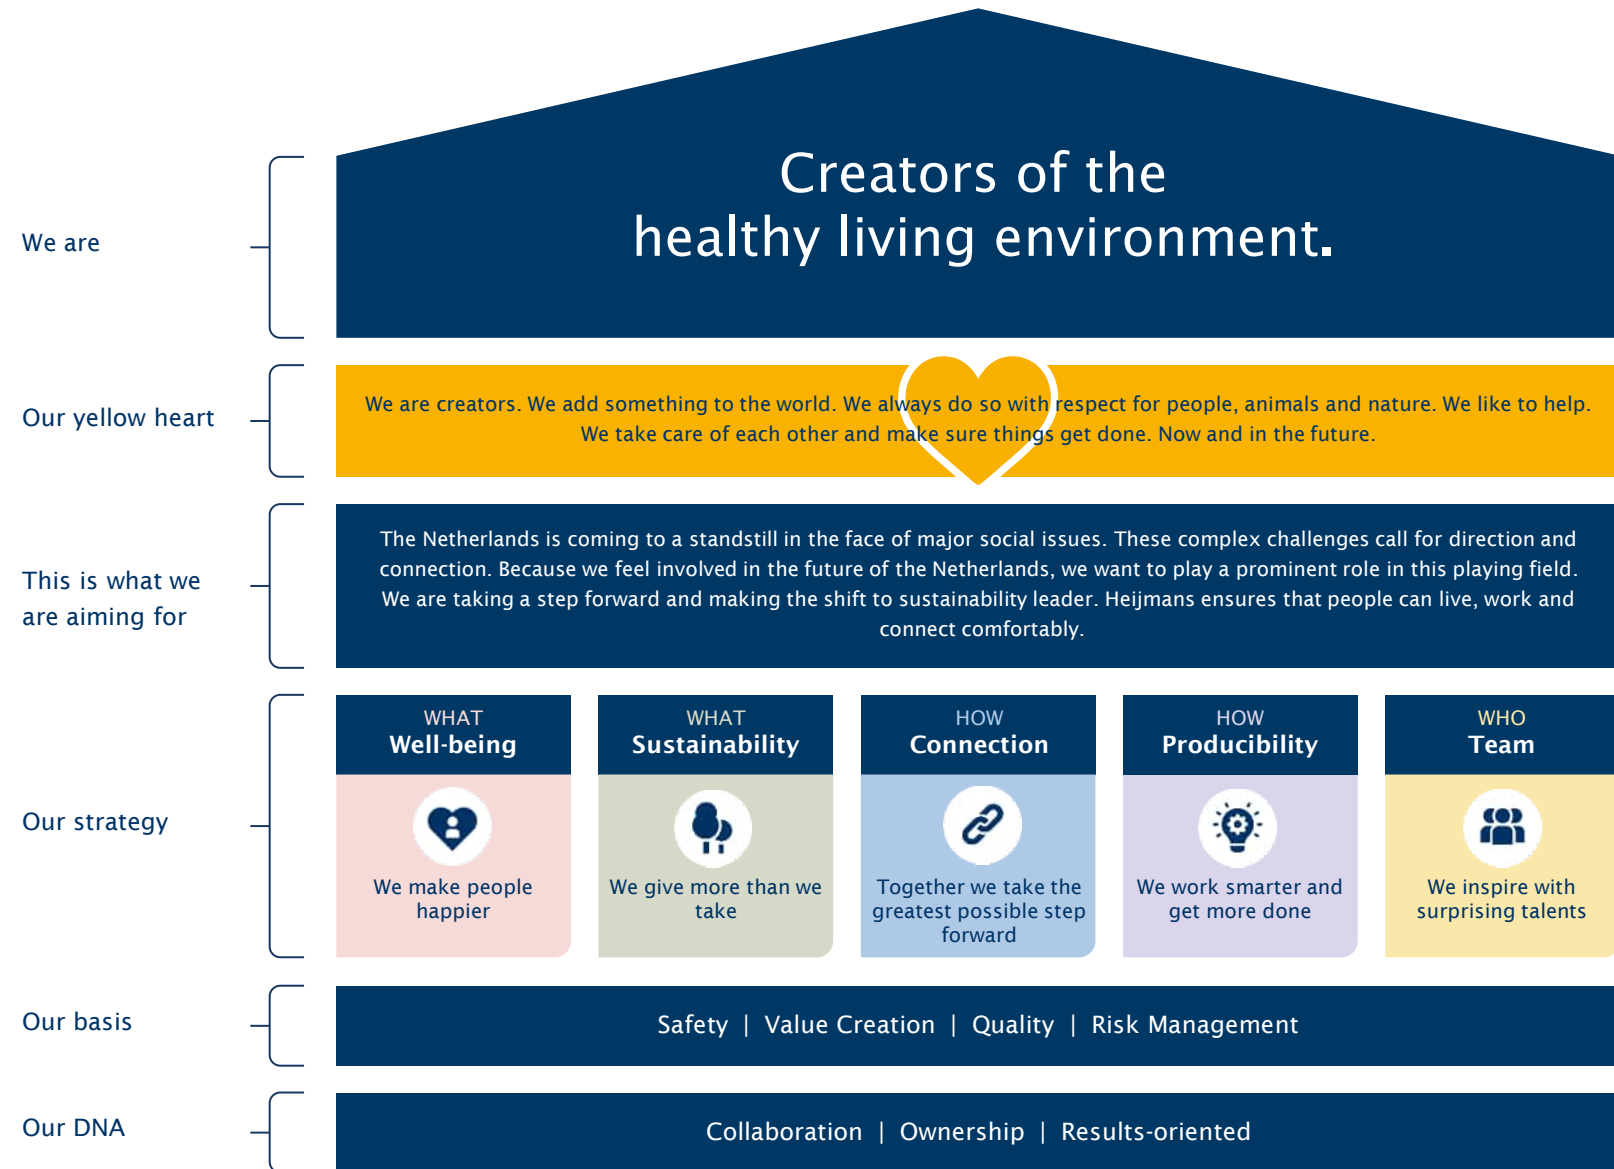 We are
Creators of the
healthy living environment.
Our yellow heart
We are creators. We add something to the world. We always do so with respect for people, animals and nature. We like to help.
We take care of each other and make sure things get done. Now and in the future.
This is what we
are aiming for
The Netherlands is coming to a standstill in the face of major social issues. These complex challenges call for direction and
connection. Because we feel involved in the future of the Netherlands, we want to play a prominent role in this playing field.
We are taking a step forward and making the shift to sustainability leader. Heijmans ensures that people can live, work and
connect comfortably.
Our strategy
WHAT
Well-being
We make people
happier
WHAT
Sustainability
We give more than we
take
HOW
Connection
Together we take the
greatest possible step
forward
HOW
Producibility
We work smarter and
get more done
WHO
Team
We inspire with
surprising talents
Our basis
Safety | Value Creation | Quality | Risk Management
Our DNA
Collaboration | Ownership | Results-oriented